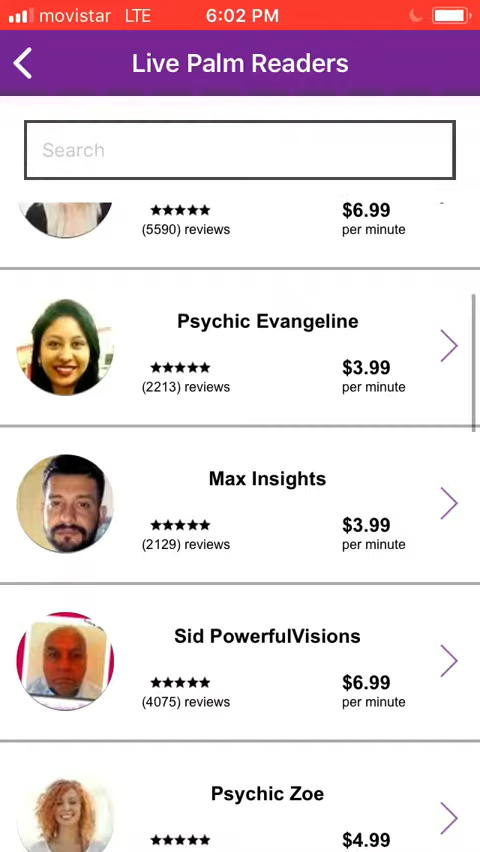 movistar LTE 6:02 PM
Live Palm Readers
Search
★★★★★ $6.99
(5590) reviews per minute
Psychic Evangeline
★★★★★ $3.99
(2213) reviews per minute
Max Insights
★★★★★ $3.99
(2129) reviews per minute
Sid PowerfulVisions
★★★★★ $6.99
(4075) reviews per minute
Psychic Zoe
★★★★★ $4.99